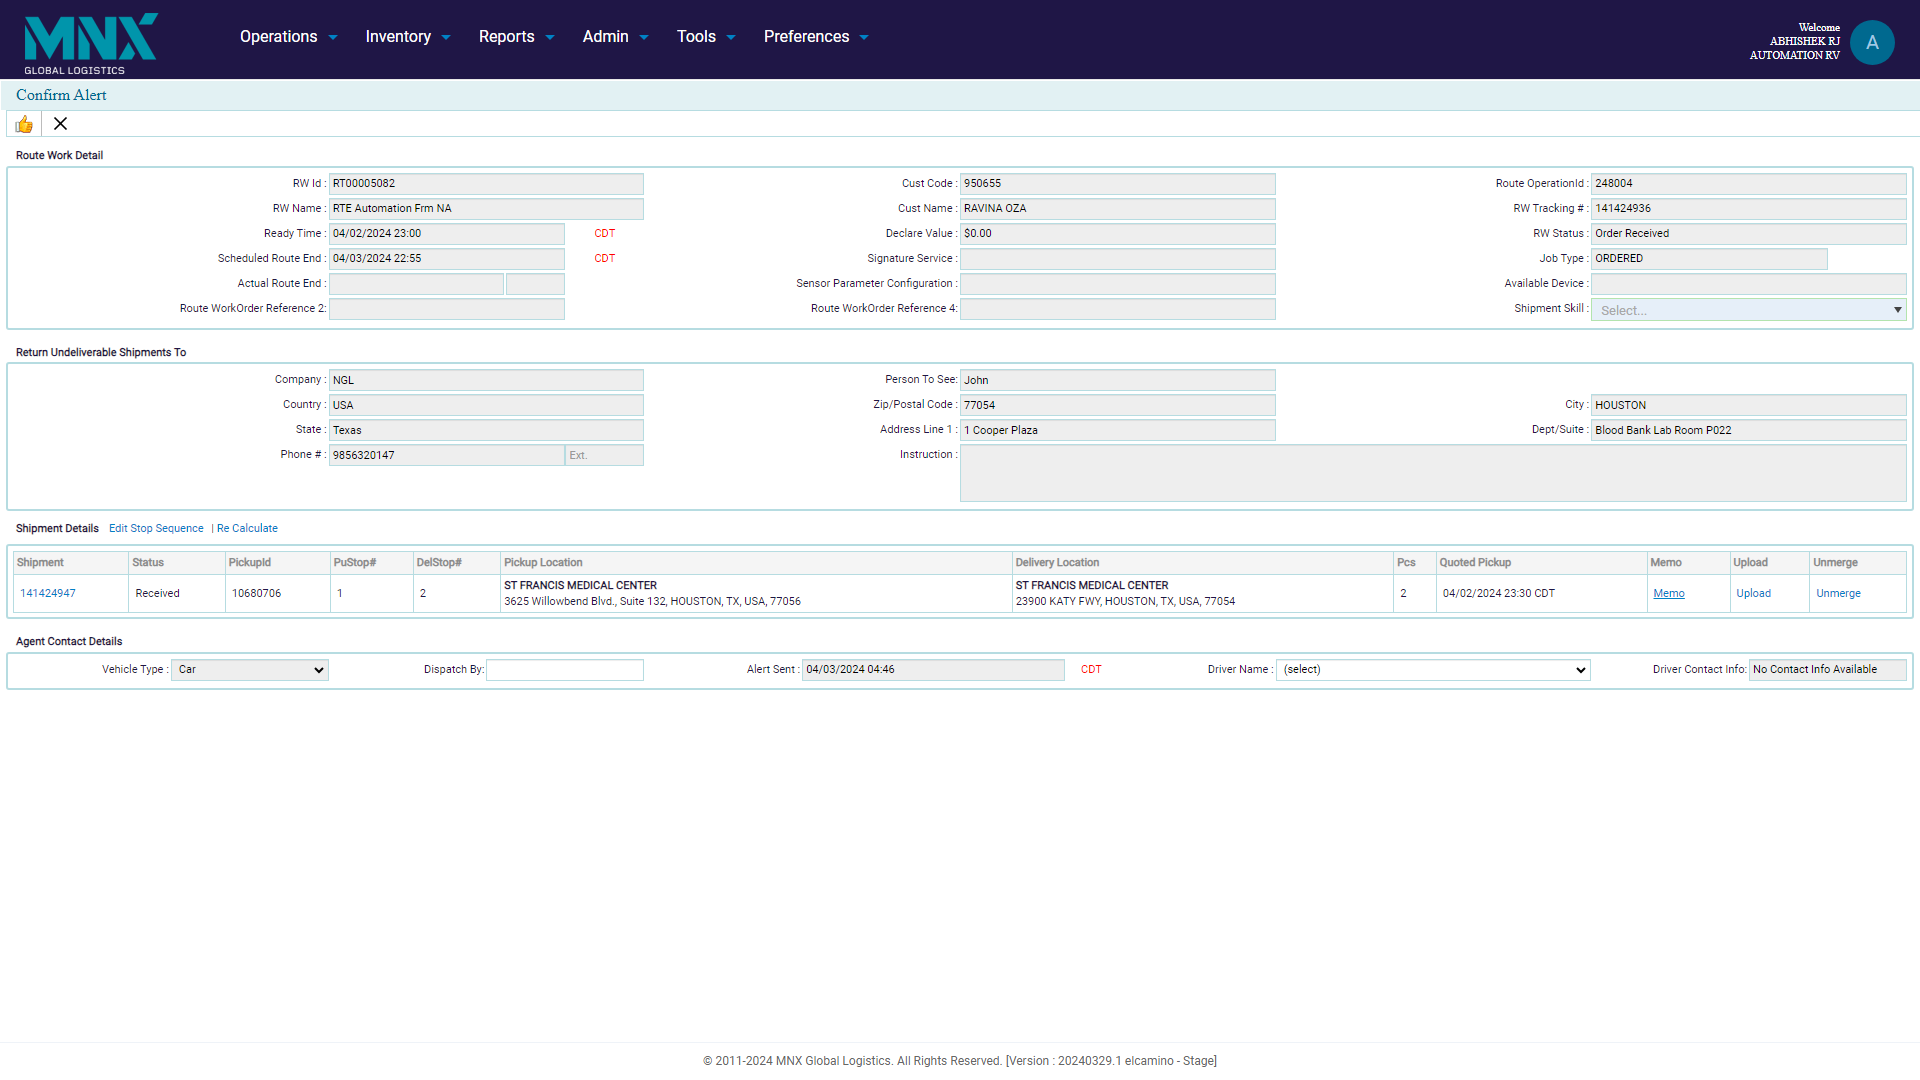 MNX
GLOBAL LOGISTICS
Operations Inventory Reports Admin Tools Preferences
Welcome
ABHISHEK RJ
AUTOMATION RV
A
Confirm Alert
Route Work Detail
RW Id : RT00005082 Cust Code : 950655 Route OperationId : 248004
RW Name : RTE Automation Frm NA Cust Name : RAVINA OZA RW Tracking # : 141424936
Ready Time : 04/02/2024 23:00 CDT Declare Value : $0.00 RW Status : Order Received
Scheduled Route End : 04/03/2024 22:55 CDT Signature Service : Job Type : ORDERED
Actual Route End : Sensor Parameter Configuration : Available Device :
Route WorkOrder Reference 2: Route WorkOrder Reference 4: Shipment Skill : Select...
Return Undeliverable Shipments To
Company : NGL Person To See: John
Country : USA Zip/Postal Code : 77054 City : HOUSTON
State : Texas Address Line 1 : 1 Cooper Plaza Dept/Suite : Blood Bank Lab Room P022
Phone # : 9856320147 Ext. Instruction :
Shipment Details Edit Stop Sequence | Re Calculate
Shipment Status PickupId PuStop# DelStop# Pickup Location Delivery Location Pcs Quoted Pickup Memo Upload Unmerge
ST FRANCIS MEDICAL CENTER ST FRANCIS MEDICAL CENTER
141424947 Received 10680706 1 2 3625 Willowbend Blvd., Suite 132, HOUSTON, TX, USA, 77056 23900 KATY FWY, HOUSTON, TX, USA, 77054 2 04/02/2024 23:30 CDT Memo Upload Unmerge
Agent Contact Details
Vehicle Type : Car Dispatch By: Alert Sent : 04/03/2024 04:46 CDT Driver Name : (select) Driver Contact Info: No Contact Info Available
© 2011-2024 MNX Global Logistics. All Rights Reserved. [Version : 20240329.1 elcamino - Stage]